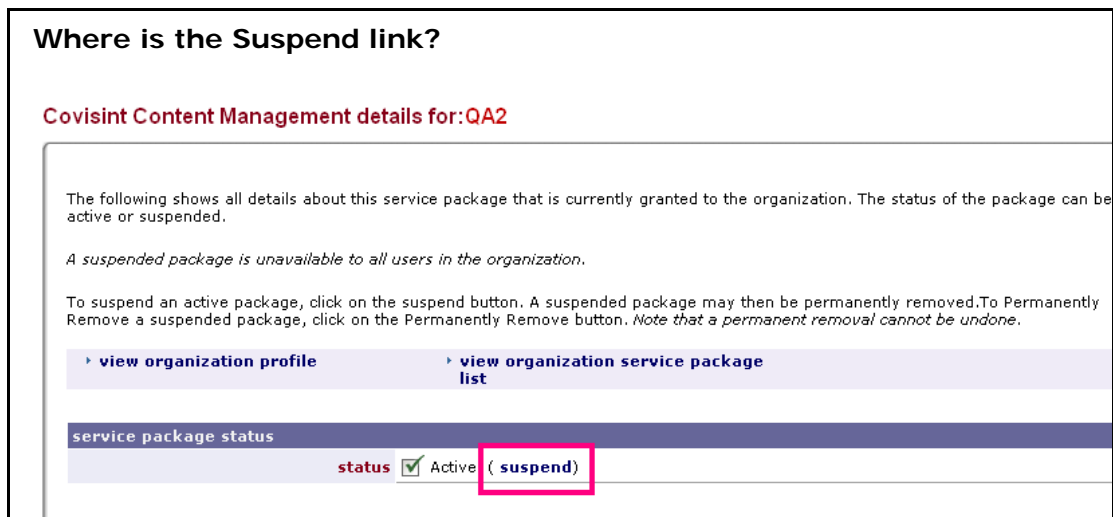 Where is the Suspend link?
Covisint Content Management details for:QA2
The following shows all details about this service package that is currently granted to the organization. The status of the package can be
active or suspended.
A suspended package is unavailable to all users in the organization.
To suspend an active package, click on the suspend button. A suspended package may then be permanently removed.To Permanently
Remove a suspended package, click on the Permanently Remove button. Note that a permanent removal cannot be undone.
view organization profile view organization service package
list
service package status
status Active ( suspend)